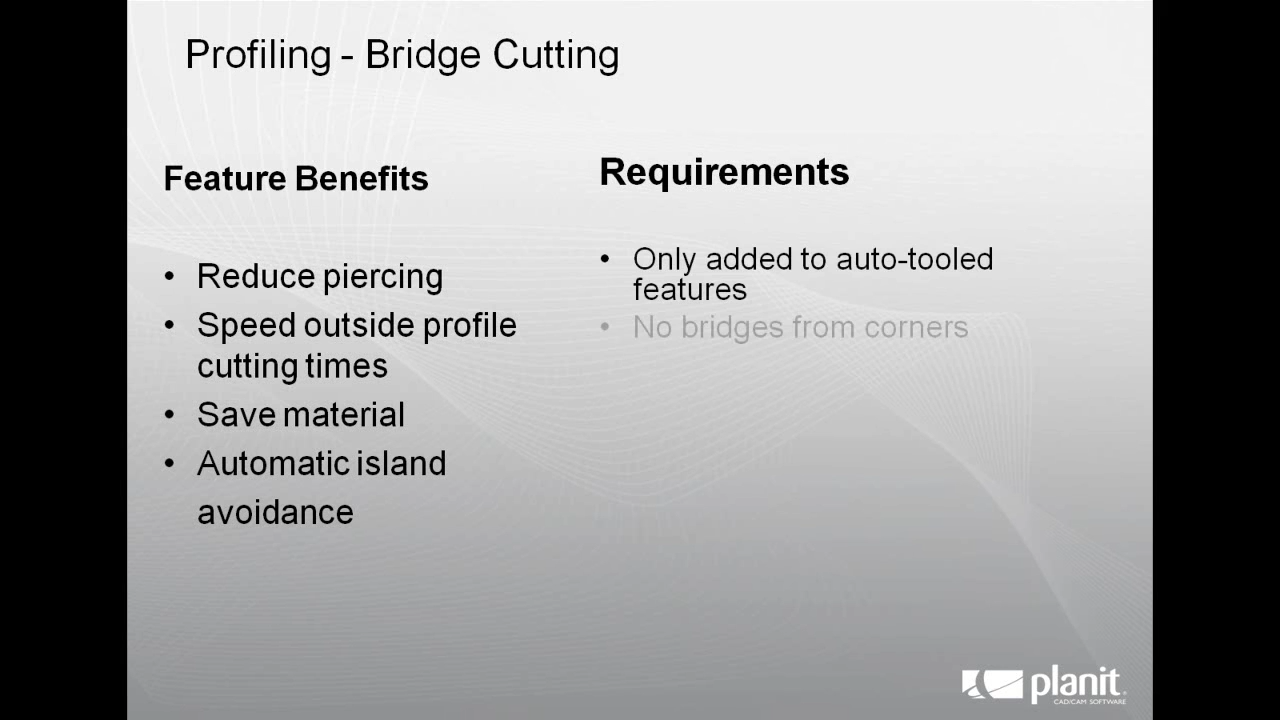 Profiling - Bridge Cutting
Feature Benefits
• Reduce piercing
• Speed outside profile
cutting times
• Save material
• Automatic island
avoidance
Requirements
• Only added to auto-tooled
features
• No bridges from corners
planit
CAD/CAM SOFTWARE